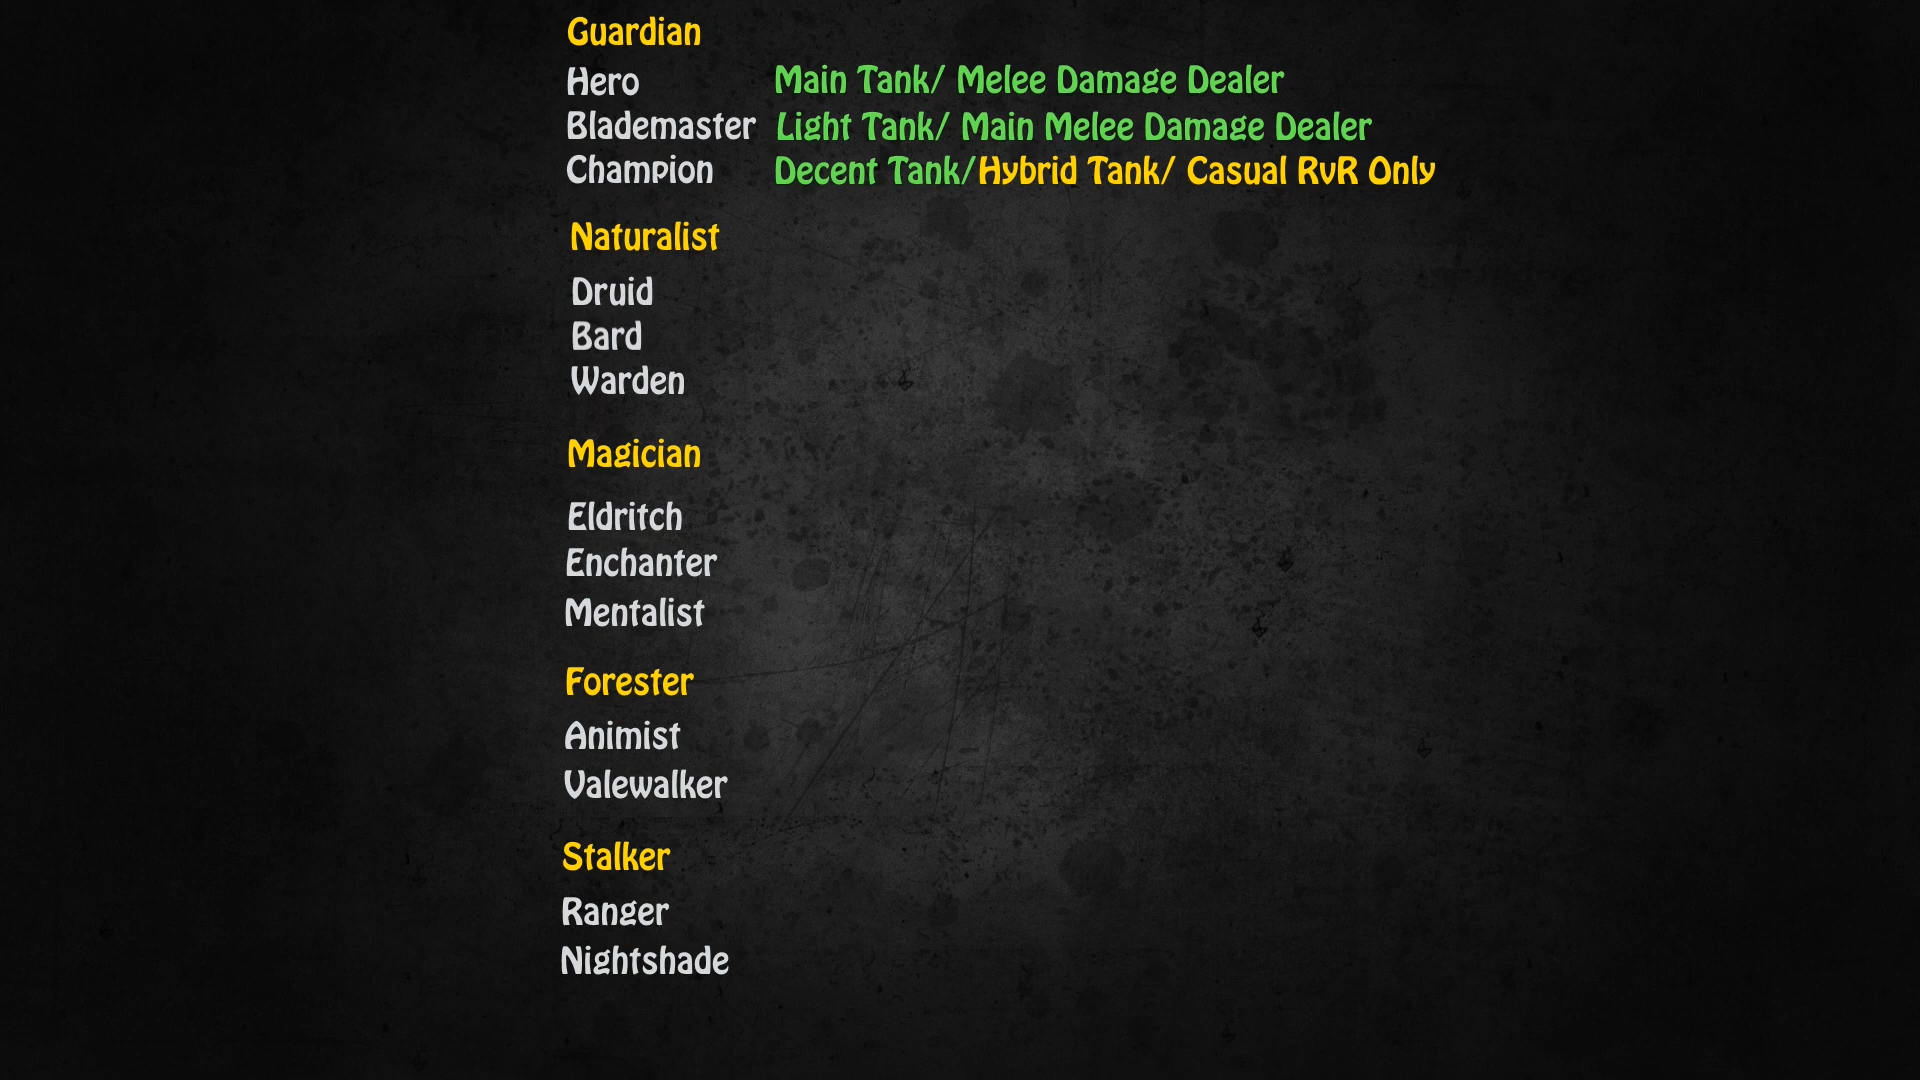 Guardian
Hero Main Tank/ Melee Damage Dealer
Blademaster Light Tank/ Main Melee Damage Dealer
Champion Decent Tank/Hybrid Tank/ Casual RvR Only
Naturalist
Druid
Bard
Warden
Magician
Eldritch
Enchanter
Mentalist
Forester
Animist
Valewalker
Stalker
Ranger
Nightshade